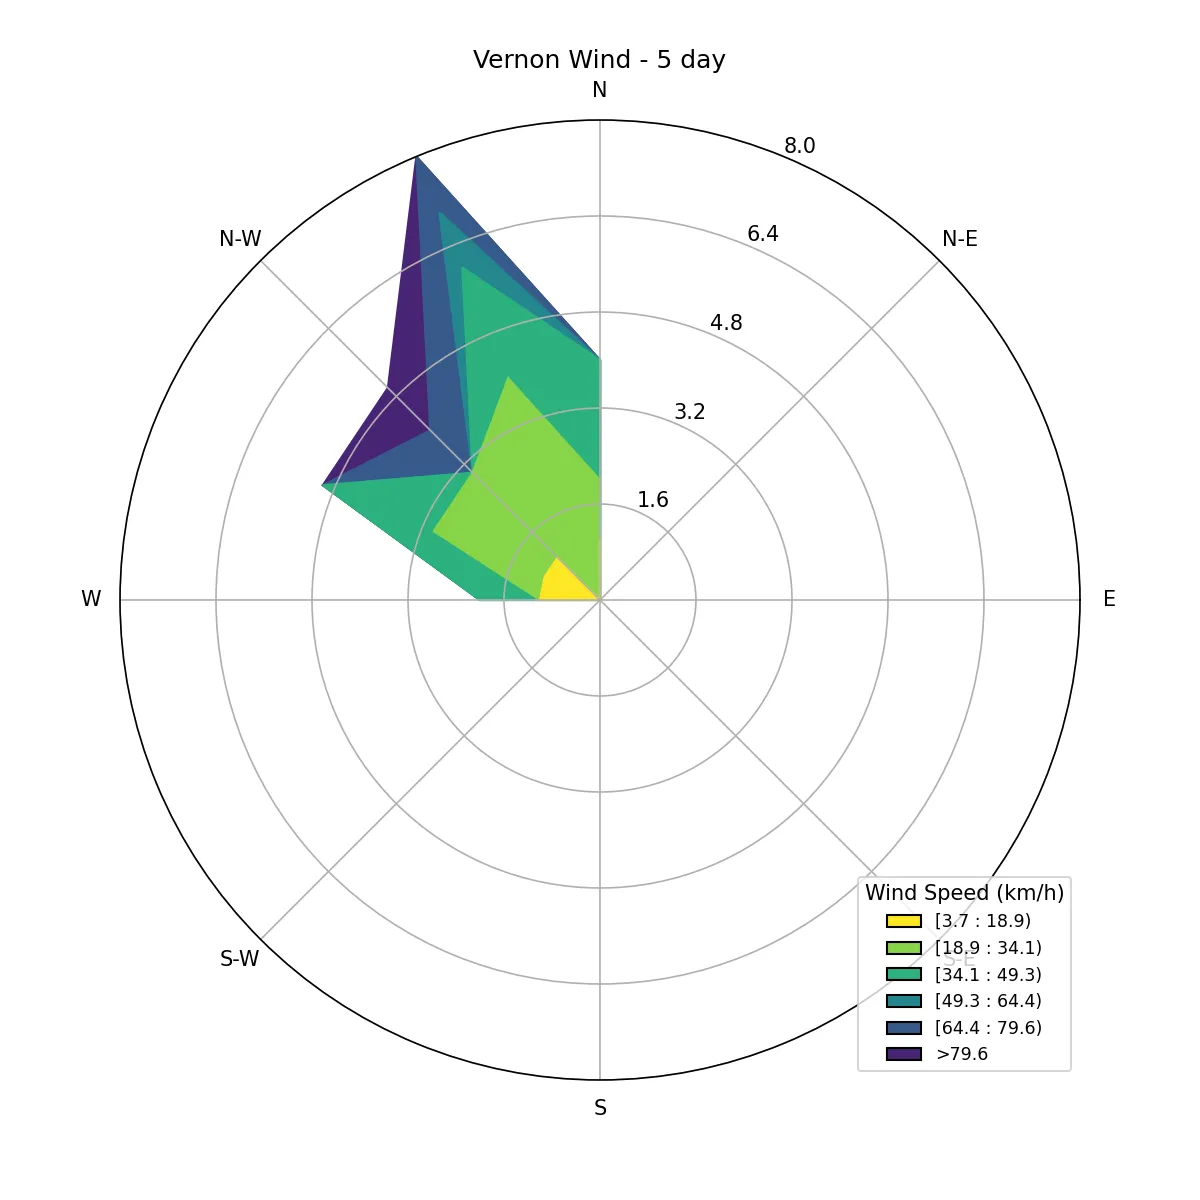 Vernon Wind - 5 day
N
8.0
N-W
6.4
N-E
4.8
3.2
1.6
W
E
Wind Speed (km/h)
[3.7 : 18.9)
[18.9 : 34.1)
S-W
S-E
[34.1 : 49.3)
[49.3 : 64.4)
[64.4 : 79.6)
>79.6
S